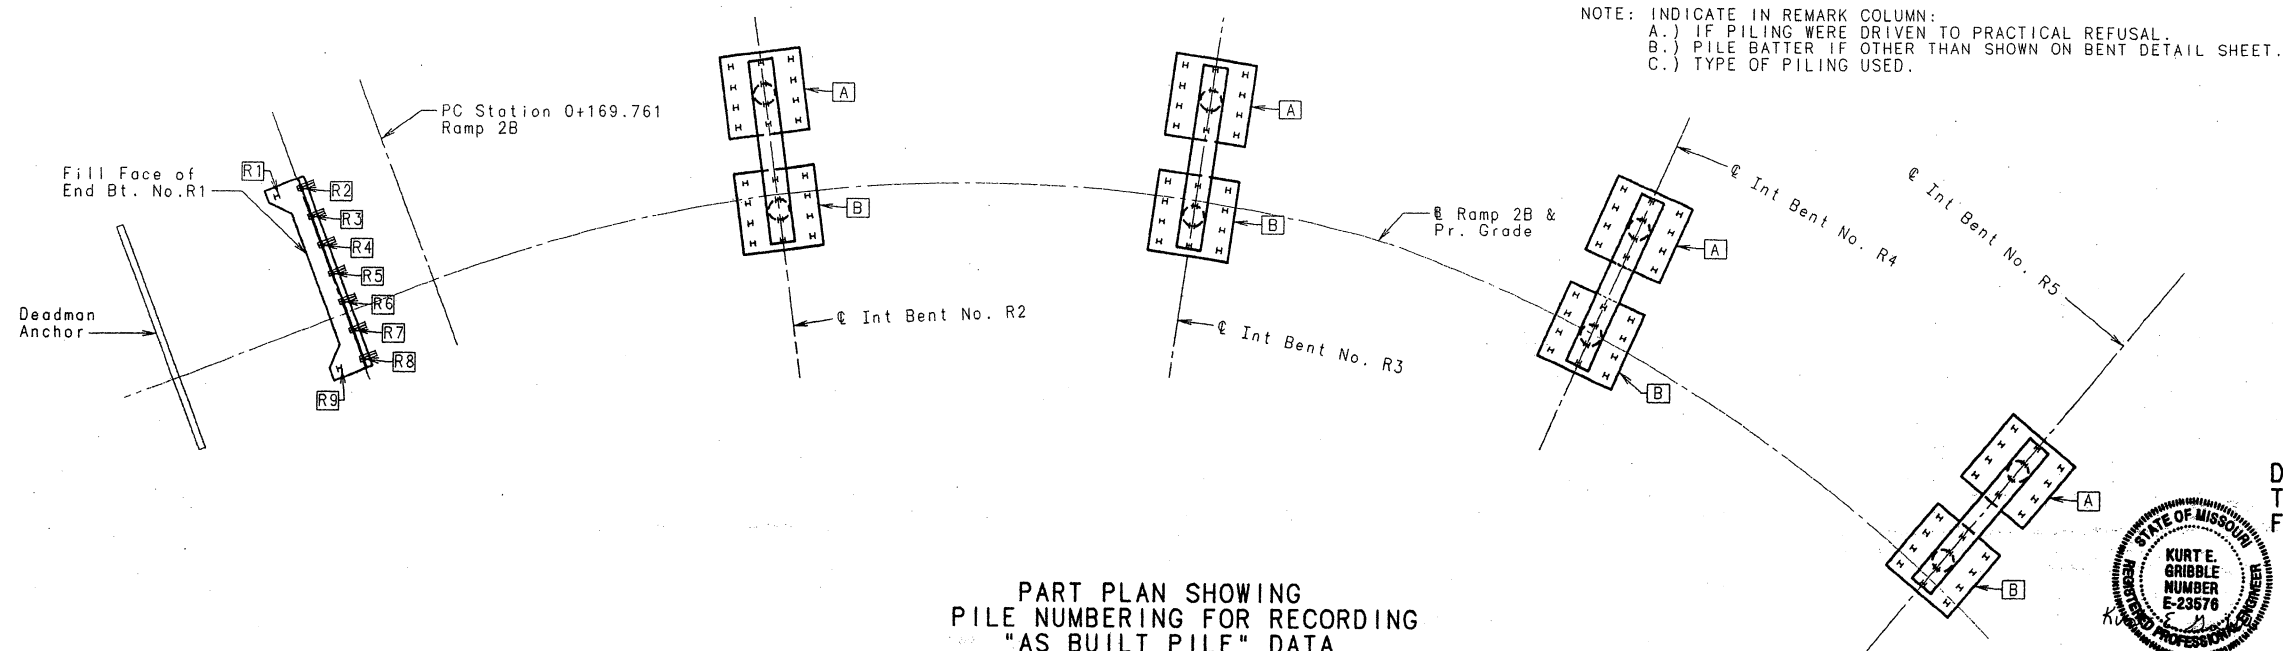 NOTE: INDICATE IN REMARK COLUMN:
A.) IF PILING WERE DRIVEN TO PRACTICAL REFUSAL.
B.) PILE BATTER IF OTHER THAN SHOWN ON BENT DETAIL SHEET.
C.) TYPE OF PILING USED.
PC Station 0+169.761
Ramp 2B
Fill Face of
End Bt. No.R1
Deadman
Anchor
R1
R2
R3
R4
R5
R6
R7
R8
R9
A
B
℄ Int Bent No. R2
A
B
℄ Int Bent No. R3
℄ Ramp 2B &
Pr. Grade
A
B
℄ Int Bent No. R4
℄ Int Bent No. R5
A
B
D
T
F
STATE OF MISSOURI
KURT E.
GRIBBLE
NUMBER
E-23576
REGISTERED PROFESSIONAL ENGINEER
PART PLAN SHOWING
PILE NUMBERING FOR RECORDING
"AS BUILT PILE" DATA